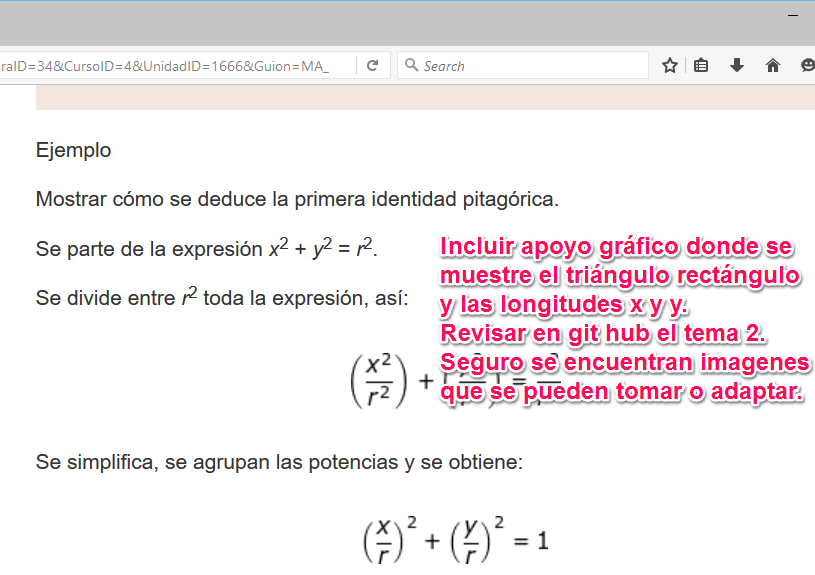 raID=34&CursoID=4&UnidadID=1666&Guion=MA_
Search
Ejemplo
Mostrar cómo se deduce la primera identidad pitagórica.
Se parte de la expresión x² + y² = r².
Se divide entre r² toda la expresión, así:
Incluir apoyo gráfico donde se
muestre el triángulo rectángulo
y las longitudes x y y.
Revisar en git hub el tema 2.
Seguro se encuentran imagenes
que se pueden tomar o adaptar.
(x²/r²) +
Se simplifica, se agrupan las potencias y se obtiene:
(x/r)² + (y/r)² = 1